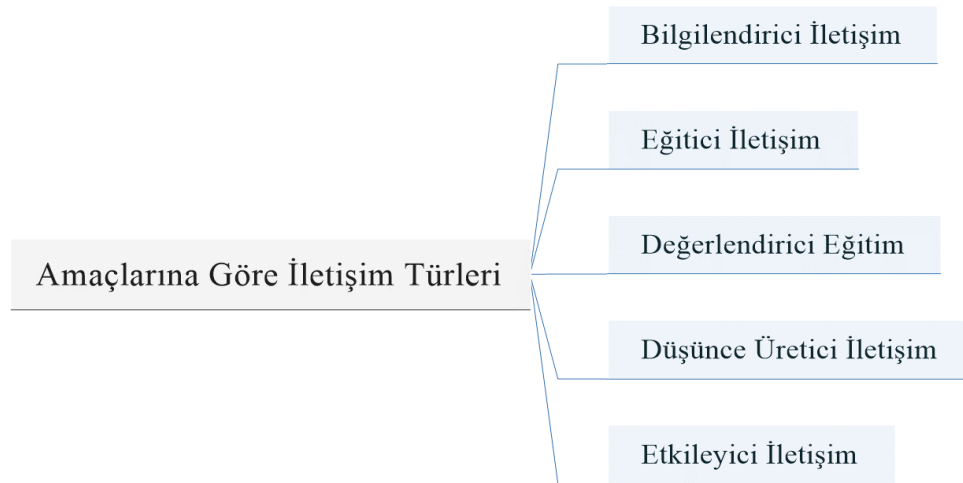 Bilgilendirici İletişim
Eğitici İletişim
Değerlendirici Eğitim
Amaçlarına Göre İletişim Türleri
Düşünce Üretici İletişim
Etkileyici İletişim